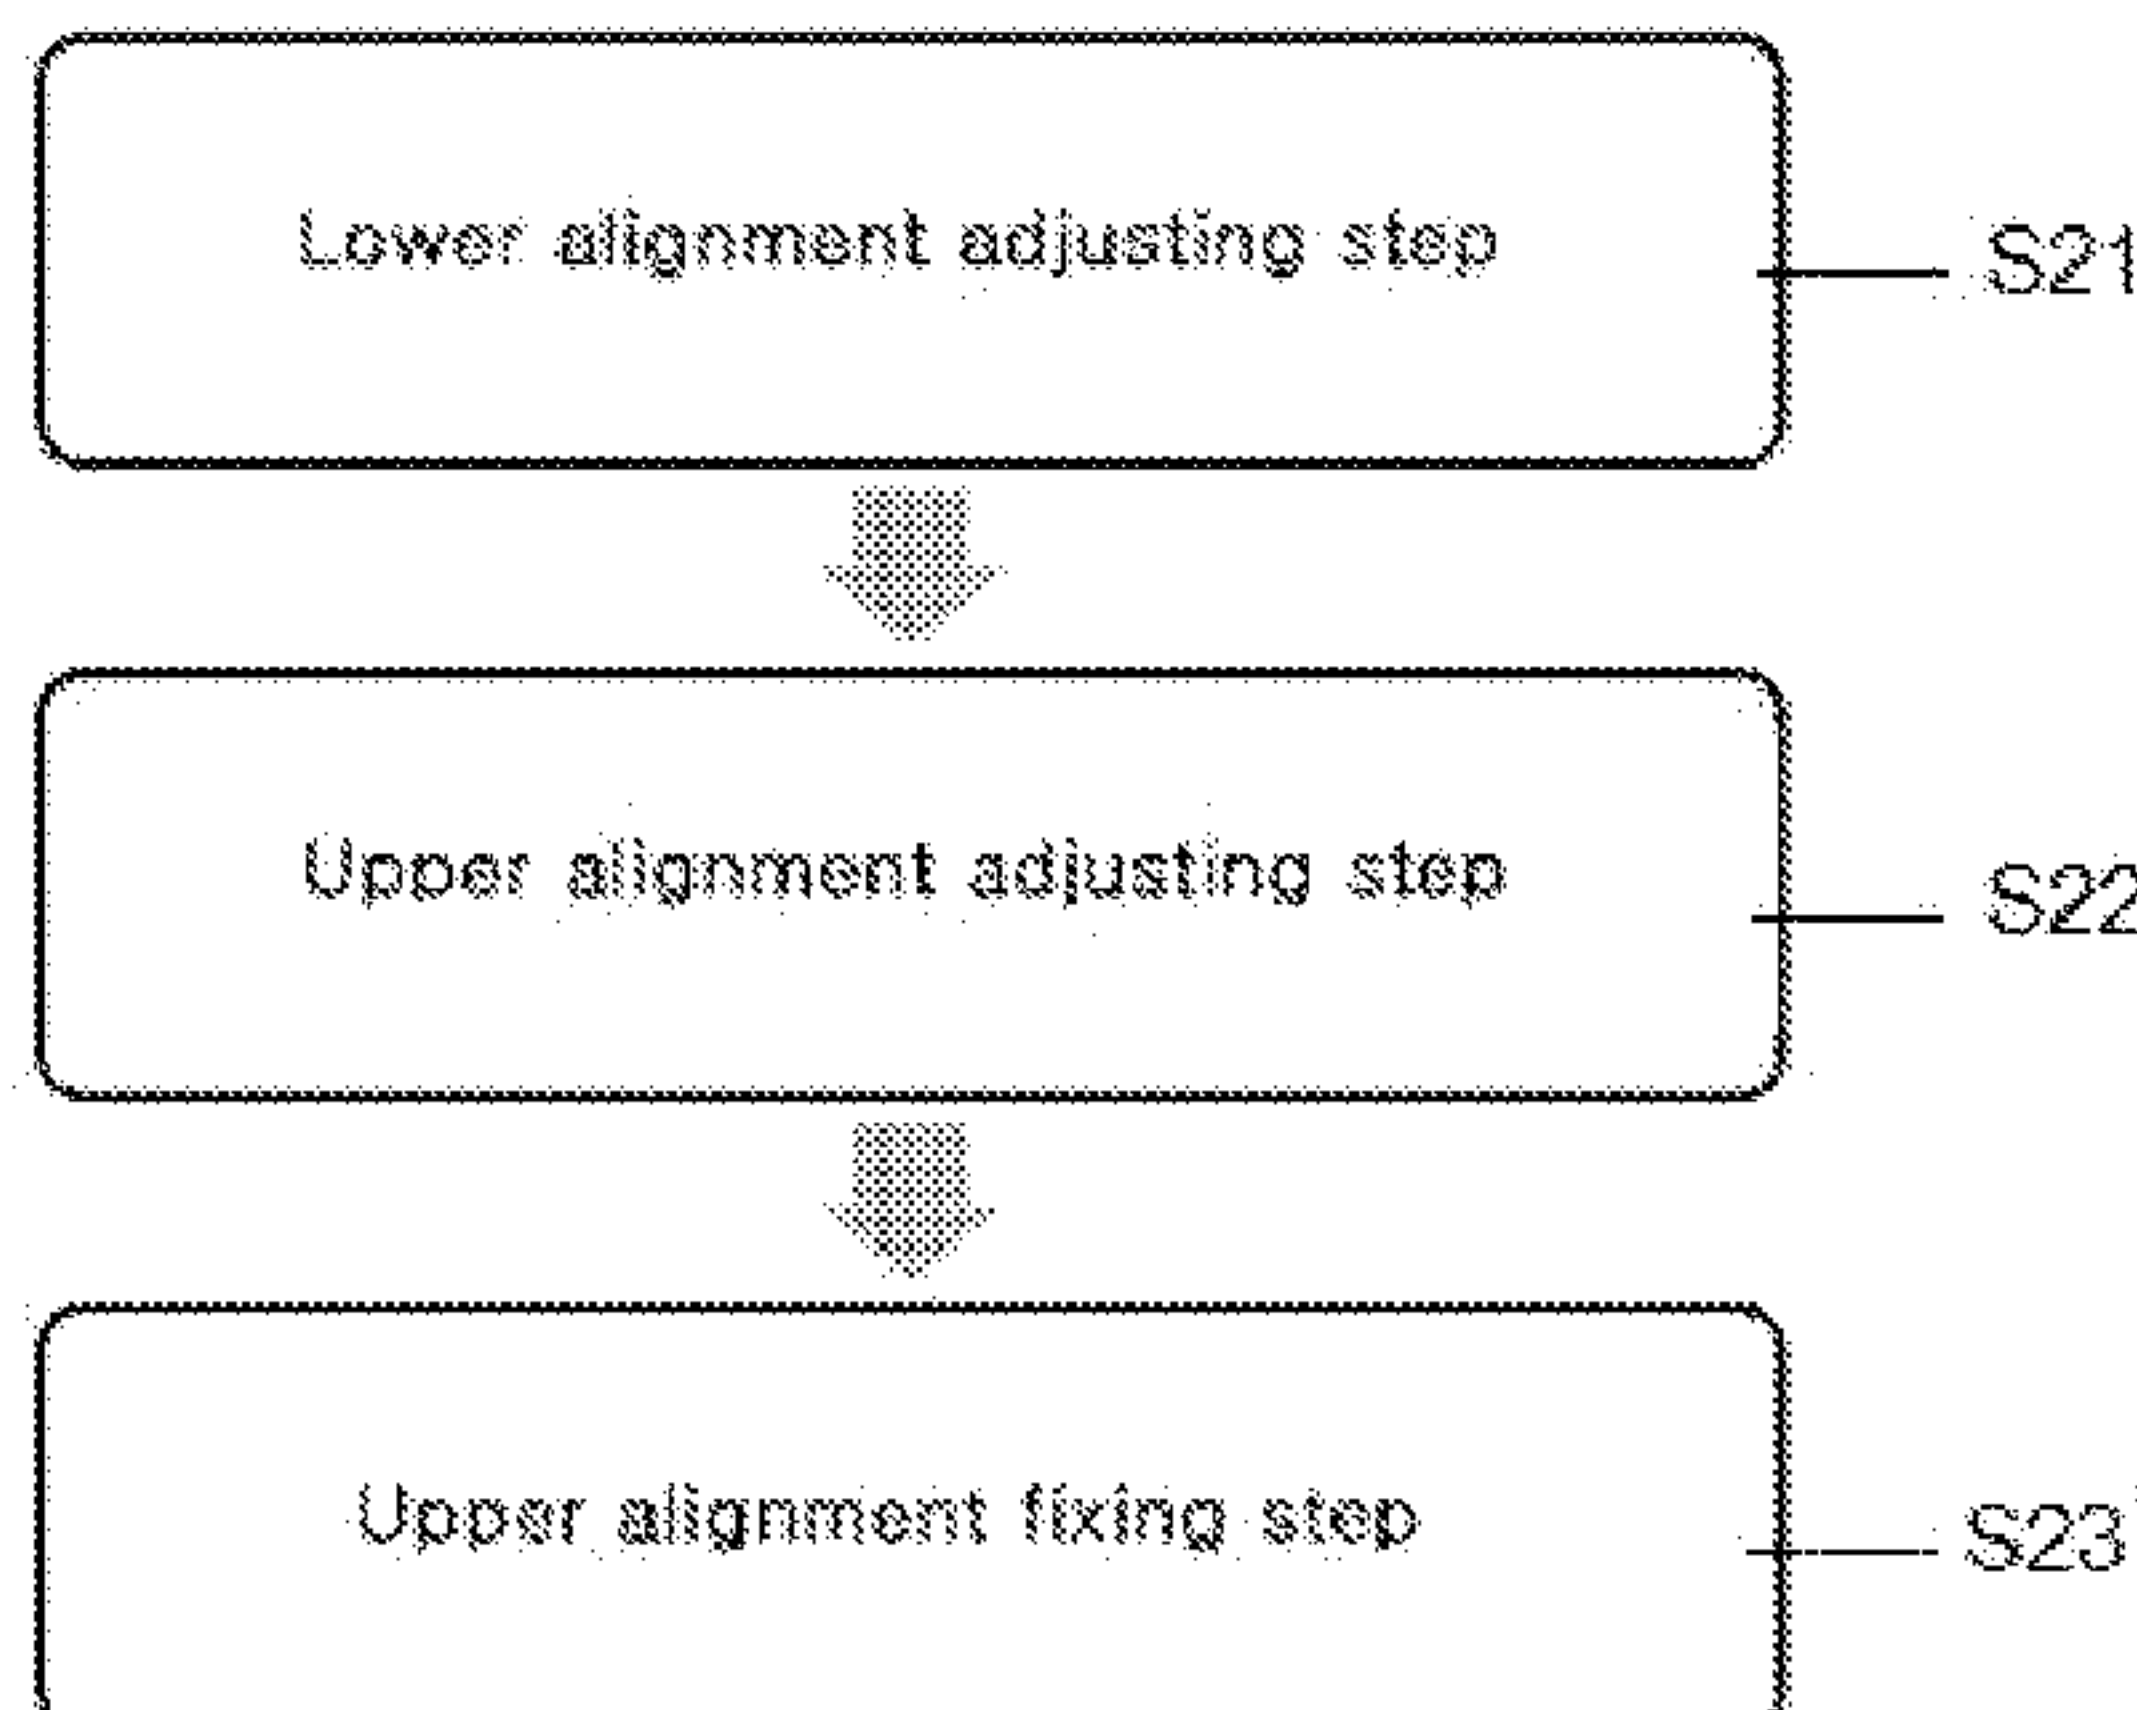 Lower alignment adjusting step
S21
Upper alignment adjusting step
S22
Upper alignment fixing step
S23